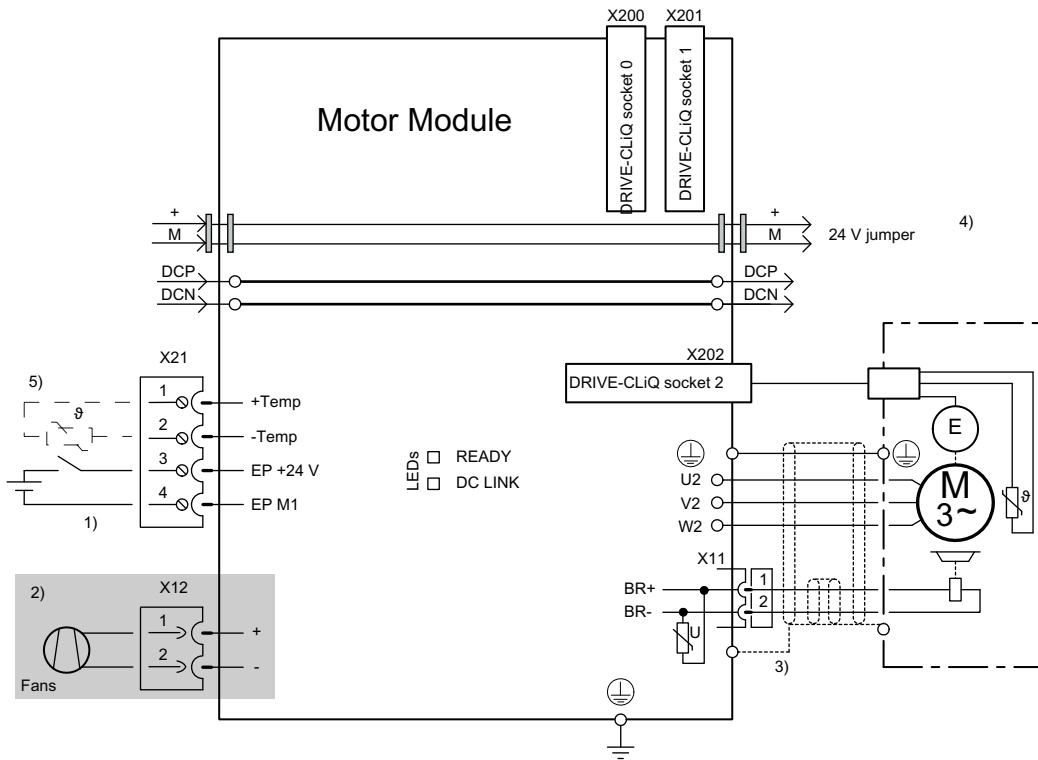 X200 X201
DRIVE-CLiQ socket 0
DRIVE-CLiQ socket 1
Motor Module
+ +
M M
24 V jumper
4)
DCP DCP
DCN DCN
X21
5)
ϑ
1 +Temp
2 -Temp
3 EP +24 V
4 EP M1
1)
LEDs
READY
DC LINK
X202
DRIVE-CLiQ socket 2
E
U2
V2
W2
M
3~
ϑ
X11
BR+ 1
BR- 2
U
3)
2)
X12
1 +
2 -
Fans